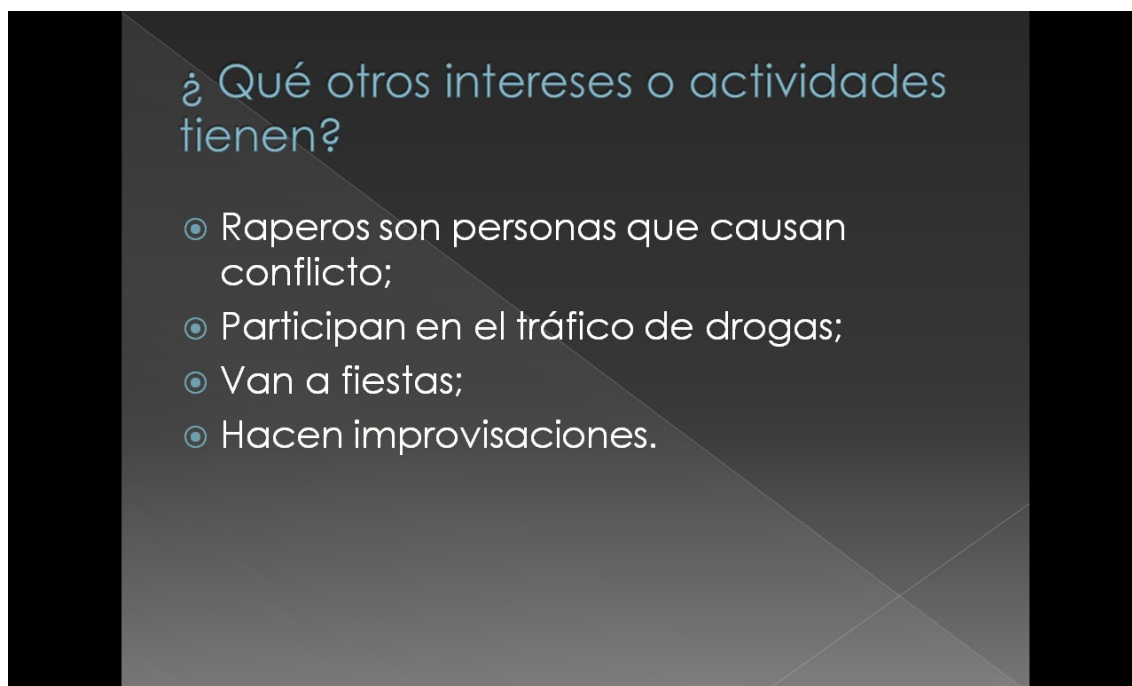 ¿ Qué otros intereses o actividades
tienen?
Raperos son personas que causan
conflicto;
Participan en el tráfico de drogas;
Van a fiestas;
Hacen improvisaciones.